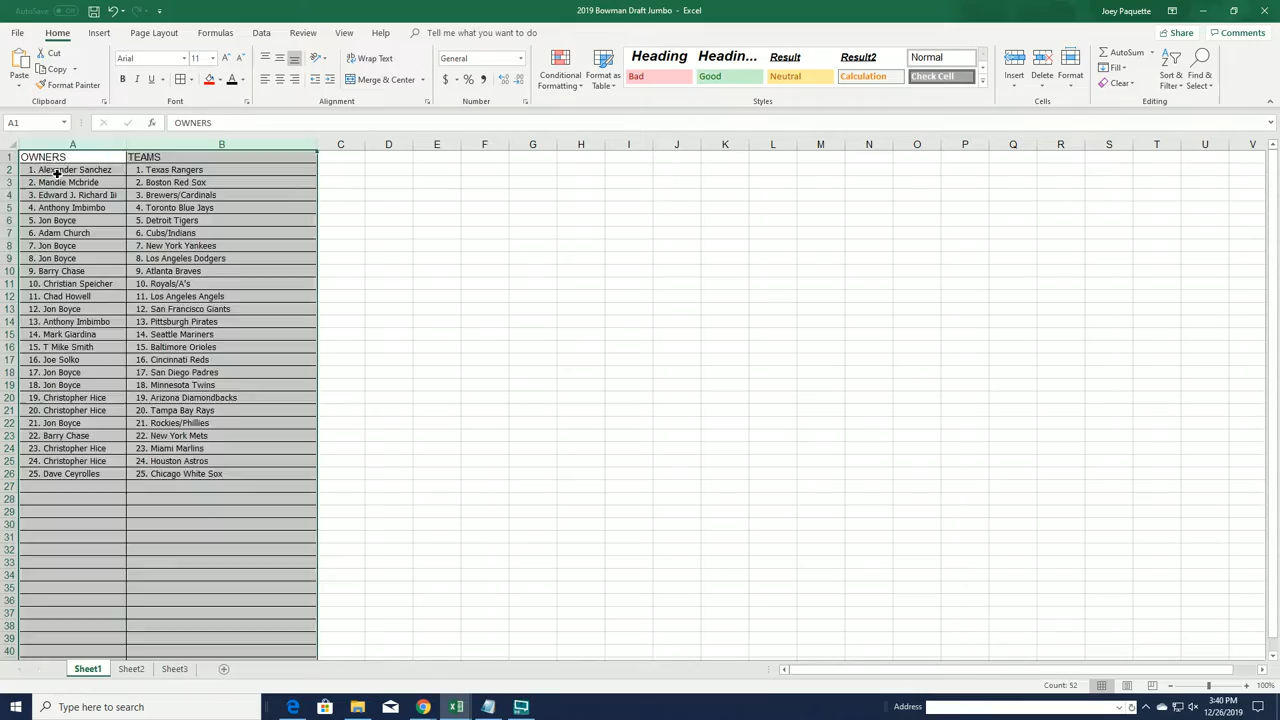 AutoSave Off
2019 Bowman Draft Jumbo - Excel
Joey Paquette
File Home Insert Page Layout Formulas Data Review View Help Tell me what you want to do
Share Comments
Paste
Cut
Copy
Format Painter
Clipboard
Arial 11
B I U
Font
Wrap Text
Merge & Center
Alignment
General
$ % 9
Number
Conditional Formatting
Format as Table
Heading Headin... Result Result2 Normal
Bad Good Neutral Calculation Check Cell
Styles
Insert Delete Format
Cells
AutoSum
Fill
Clear
Sort & Filter
Find & Select
Editing
A1 fx OWNERS
A B C D E F G H I J K L M N O P Q R S T U V
1 OWNERS TEAMS
2 1. Alexander Sanchez 1. Texas Rangers
3 2. Mandie Mcbride 2. Boston Red Sox
4 3. Edward J. Richard Iii 3. Brewers/Cardinals
5 4. Anthony Imbimbo 4. Toronto Blue Jays
6 5. Jon Boyce 5. Detroit Tigers
7 6. Adam Church 6. Cubs/Indians
8 7. Jon Boyce 7. New York Yankees
9 8. Jon Boyce 8. Los Angeles Dodgers
10 9. Barry Chase 9. Atlanta Braves
11 10. Christian Speicher 10. Royals/A's
12 11. Chad Howell 11. Los Angeles Angels
13 12. Jon Boyce 12. San Francisco Giants
14 13. Anthony Imbimbo 13. Pittsburgh Pirates
15 14. Mark Giardina 14. Seattle Mariners
16 15. T Mike Smith 15. Baltimore Orioles
17 16. Joe Solko 16. Cincinnati Reds
18 17. Jon Boyce 17. San Diego Padres
19 18. Jon Boyce 18. Minnesota Twins
20 19. Christopher Hice 19. Arizona Diamondbacks
21 20. Christopher Hice 20. Tampa Bay Rays
22 21. Jon Boyce 21. Rockies/Phillies
23 22. Barry Chase 22. New York Mets
24 23. Christopher Hice 23. Miami Marlins
25 24. Christopher Hice 24. Houston Astros
26 25. Dave Ceyrolles 25. Chicago White Sox
27
28
29
30
31
32
33
34
35
36
37
38
39
40
Sheet1 Sheet2 Sheet3
Count: 52 100%
Type here to search
Address
3:40 PM
12/26/2019